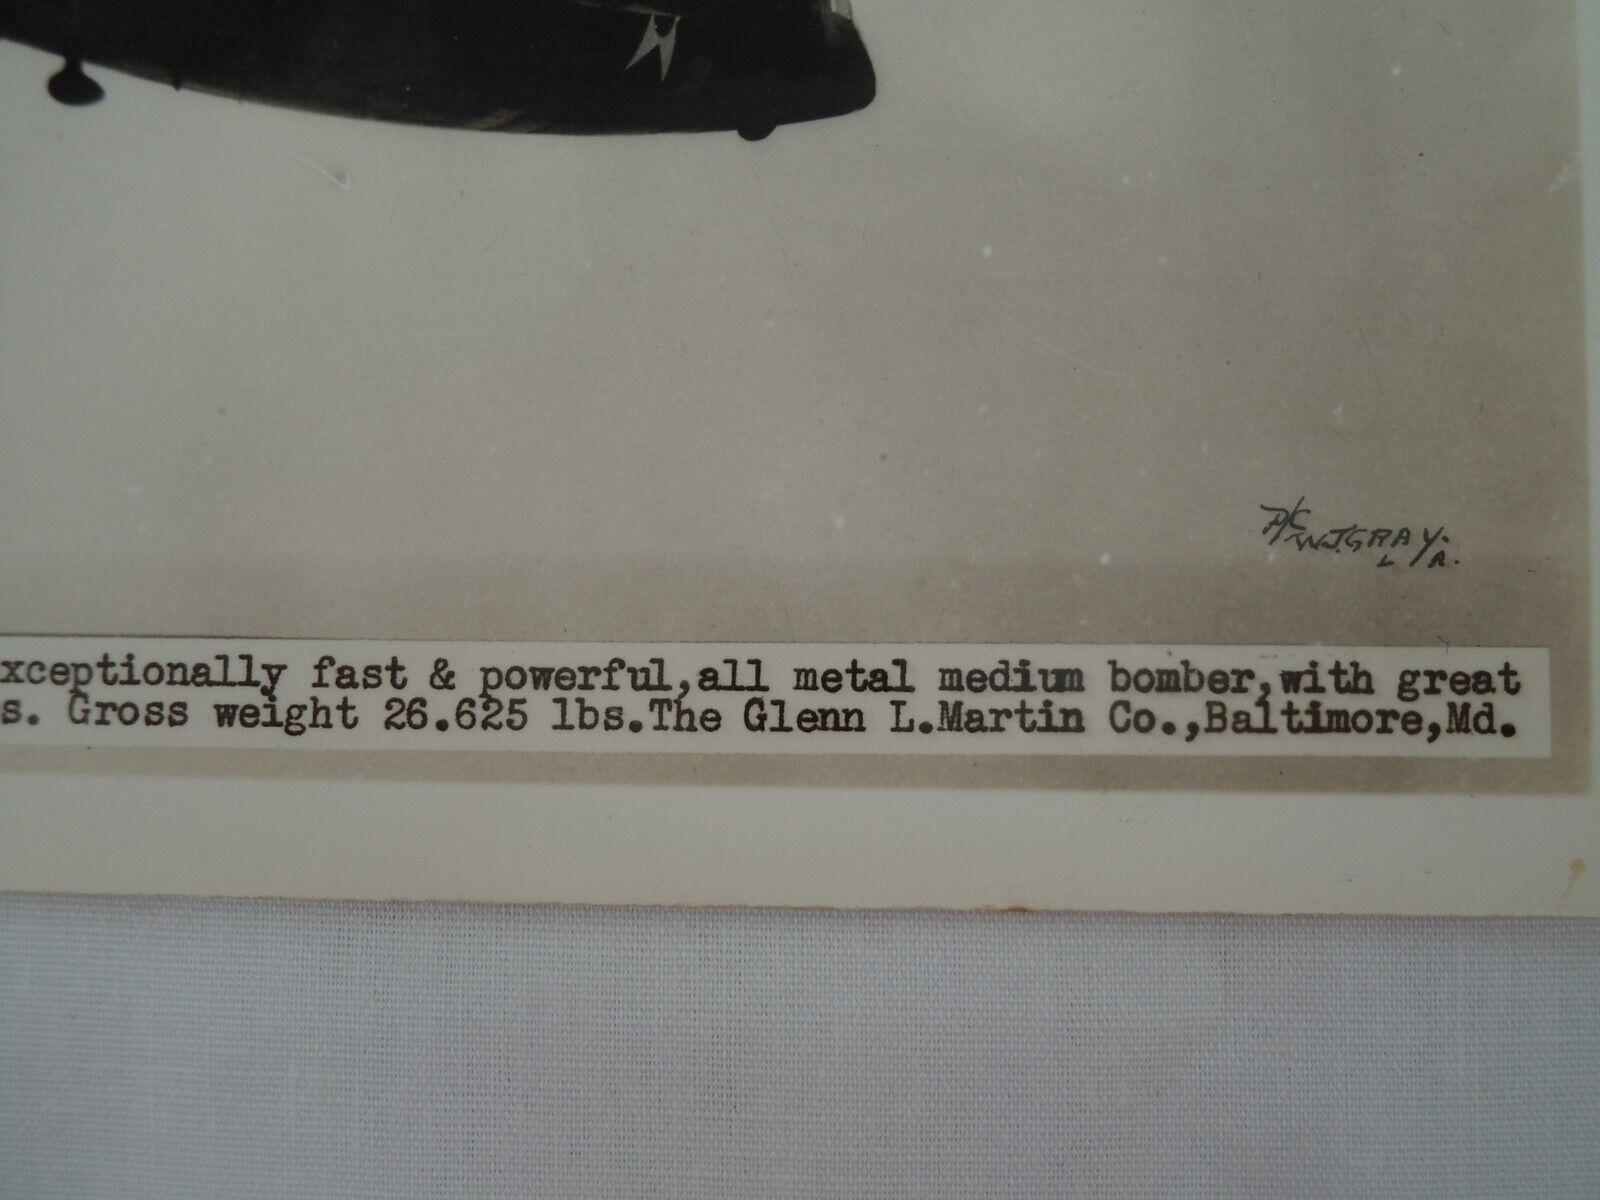 P/C
W.J.GRAY.
L R.
xceptionally fast & powerful,all metal medium bomber,with great
s. Gross weight 26.625 lbs.The Glenn L.Martin Co.,Baltimore,Md.